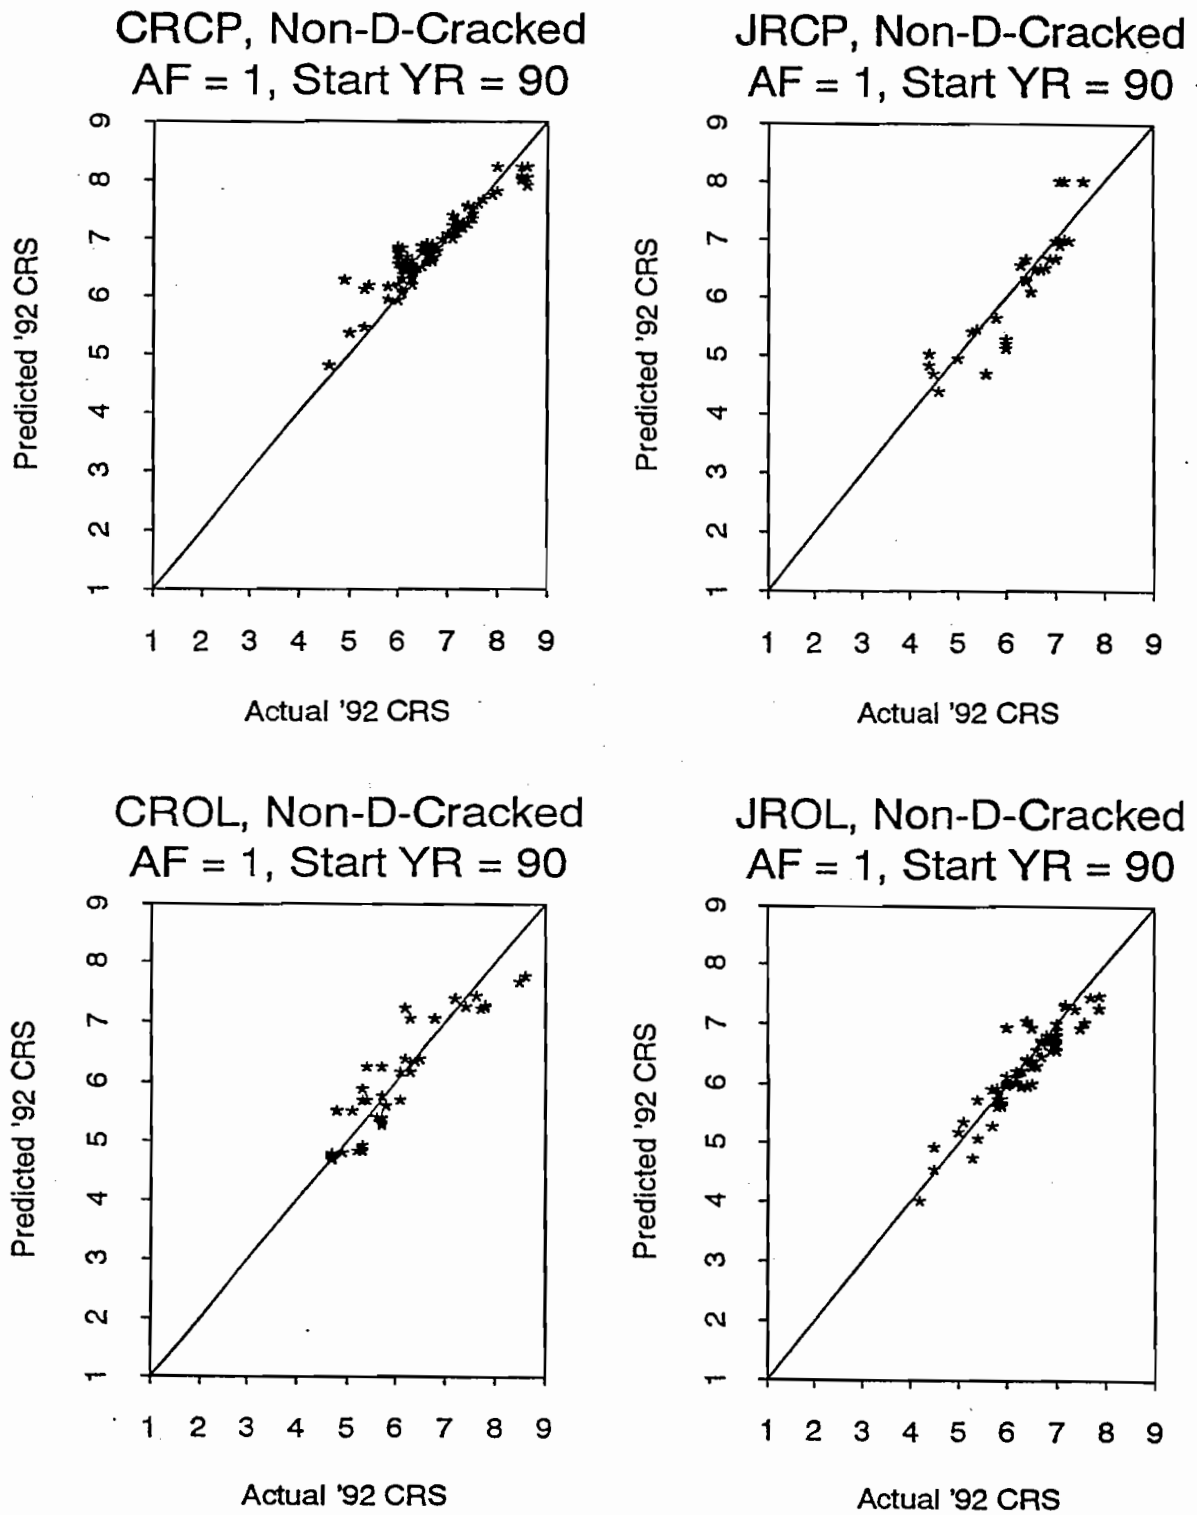 CRCP, Non-D-Cracked
AF = 1, Start YR = 90
Predicted '92 CRS
9
8
7
6
5
4
3
2
1
1 2 3 4 5 6 7 8 9
Actual '92 CRS
JRCP, Non-D-Cracked
AF = 1, Start YR = 90
Predicted '92 CRS
9
8
7
6
5
4
3
2
1
1 2 3 4 5 6 7 8 9
Actual '92 CRS
CROL, Non-D-Cracked
AF = 1, Start YR = 90
Predicted '92 CRS
9
8
7
6
5
4
3
2
1
1 2 3 4 5 6 7 8 9
Actual '92 CRS
JROL, Non-D-Cracked
AF = 1, Start YR = 90
Predicted '92 CRS
9
8
7
6
5
4
3
2
1
1 2 3 4 5 6 7 8 9
Actual '92 CRS